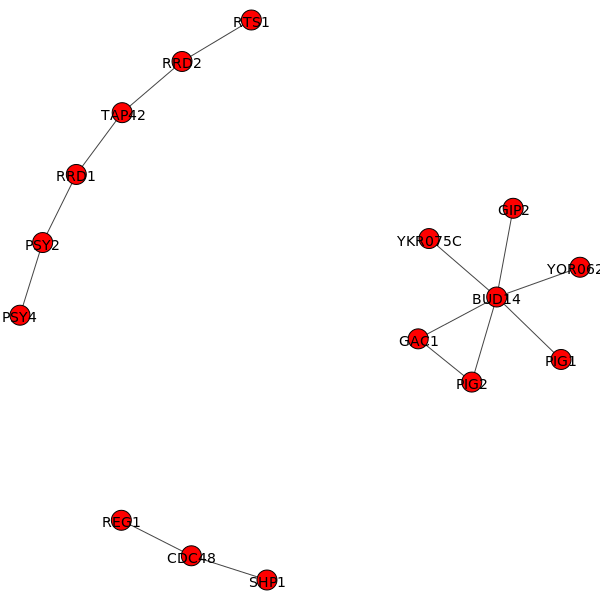 RTS1
RRD2
TAP42
RRD1
PSY2
PSY4
GIP2
YKR075C
YOR062
BUD14
GAC1
PIG1
PIG2
REG1
CDC48
SHP1